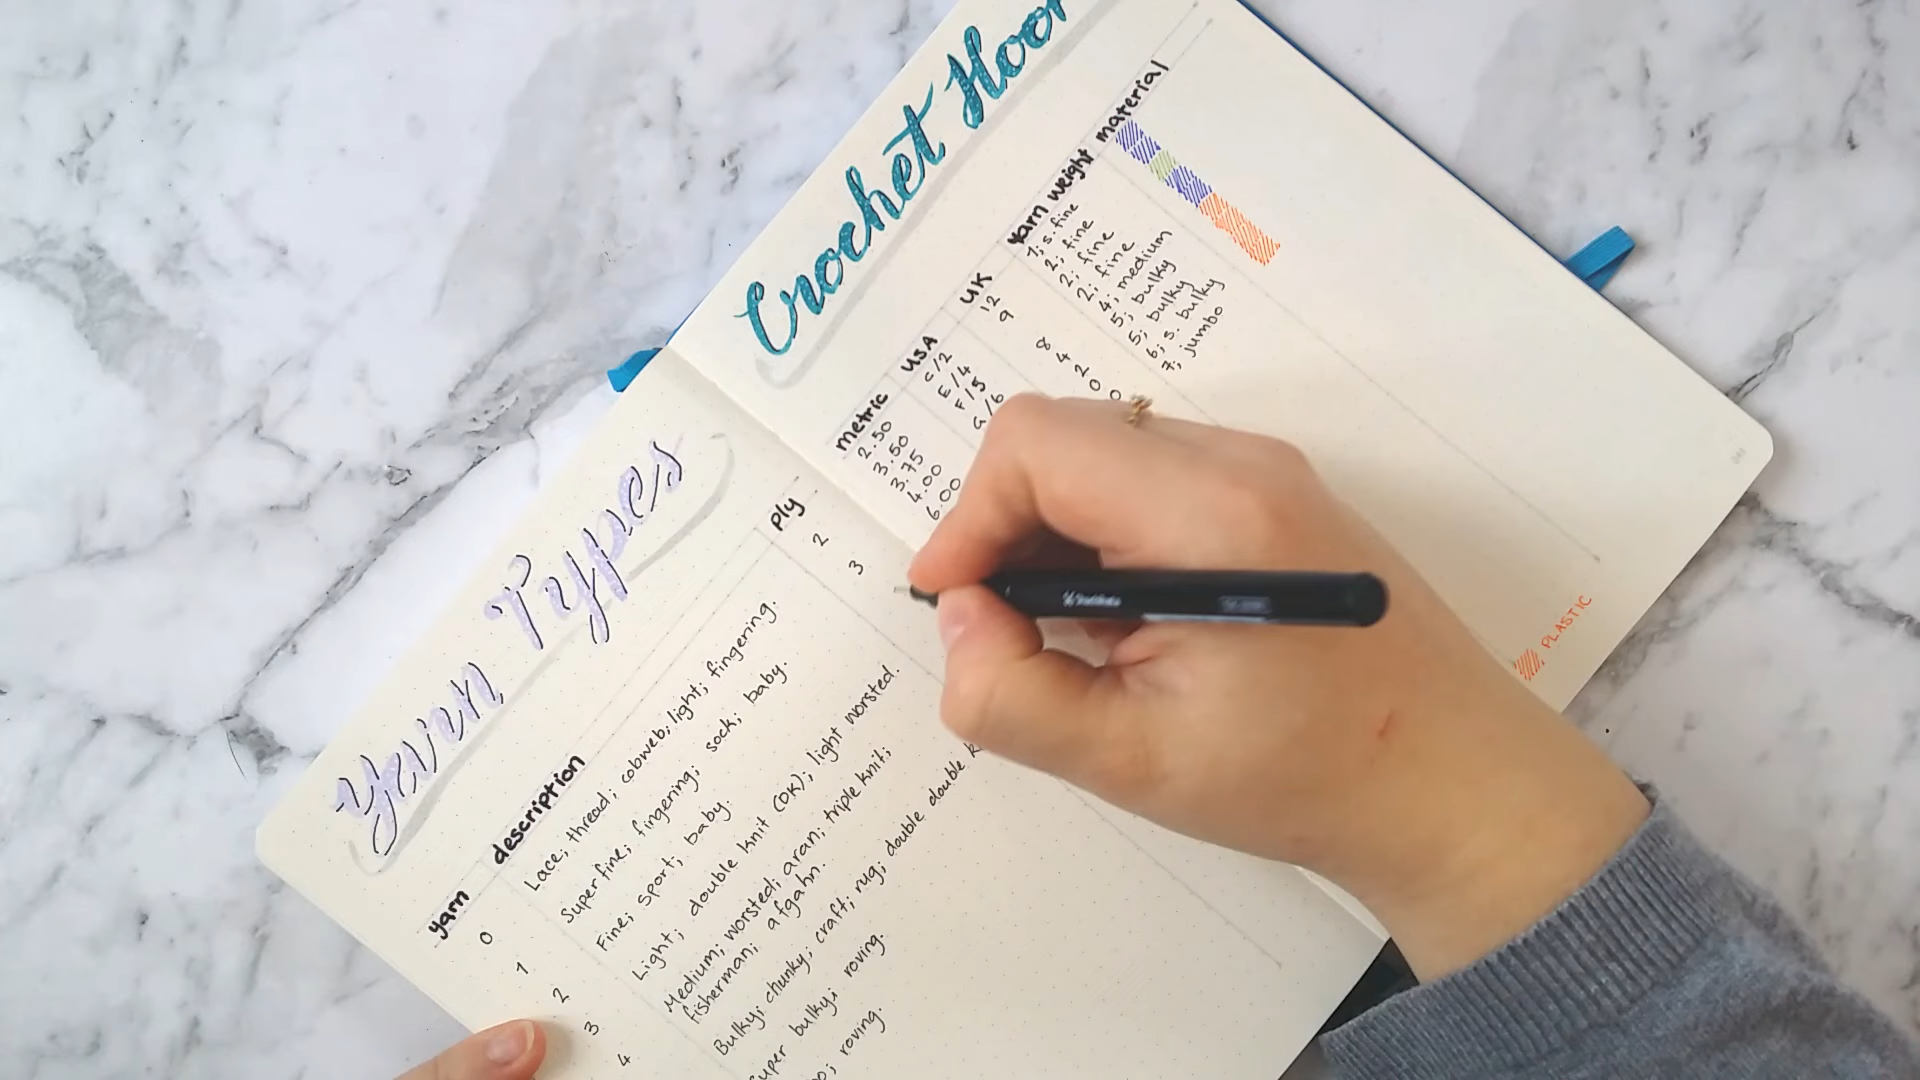 Yarn Types
yarn description ply
0 Lace; thread; cobweb; light; fingering. 2
1 Super fine; fingering; sock; baby. 3
2 Fine; sport; baby.
3 Light; double knit (DK); light worsted.
4 Medium; worsted; aran; triple knit;
fisherman; afgahn.
Bulky; chunky; craft; rug; double double
Super bulky; roving.
roving.
Crochet
metric USA UK Yarn weight material
2.50 C/2 12 1; s. fine
3.50 E/4 9 2; fine
3.75 F/5 2; fine
4.00 G/6 8 2; fine
6.00 4 4; medium
2 5; bulky
0 5; bulky
0 6; s. bulky
7; jumbo
PLASTIC